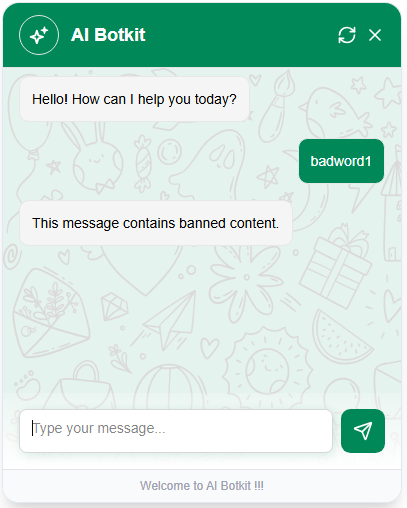 AI Botkit
Hello! How can I help you today?
badword1
This message contains banned content.
Type your message...
Welcome to AI Botkit !!!